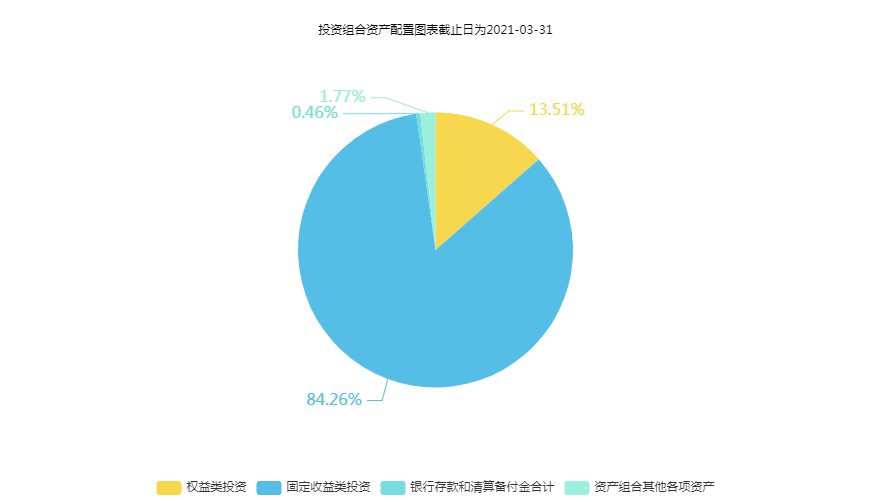 投资组合资产配置图表截止日为2021-03-31
1.77%
0.46%
13.51%
84.26%
权益类投资 固定收益类投资 银行存款和清算备付金合计 资产组合其他各项资产